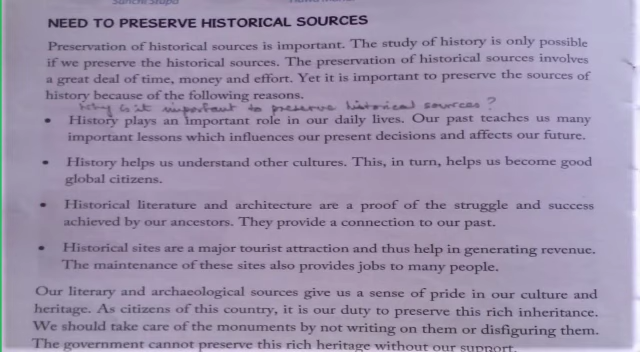 Sanchi Stupa
NEED TO PRESERVE HISTORICAL SOURCES
Preservation of historical sources is important. The study of history is only possible
if we preserve the historical sources. The preservation of historical sources involves
a great deal of time, money and effort. Yet it is important to preserve the sources of
history because of the following reasons.
Why is it important to preserve historical sources?
• History plays an important role in our daily lives. Our past teaches us many
important lessons which influences our present decisions and affects our future.
• History helps us understand other cultures. This, in turn, helps us become good
global citizens.
• Historical literature and architecture are a proof of the struggle and success
achieved by our ancestors. They provide a connection to our past.
• Historical sites are a major tourist attraction and thus help in generating revenue.
The maintenance of these sites also provides jobs to many people.
Our literary and archaeological sources give us a sense of pride in our culture and
heritage. As citizens of this country, it is our duty to preserve this rich inheritance.
We should take care of the monuments by not writing on them or disfiguring them.
The government cannot preserve this rich heritage without our support.